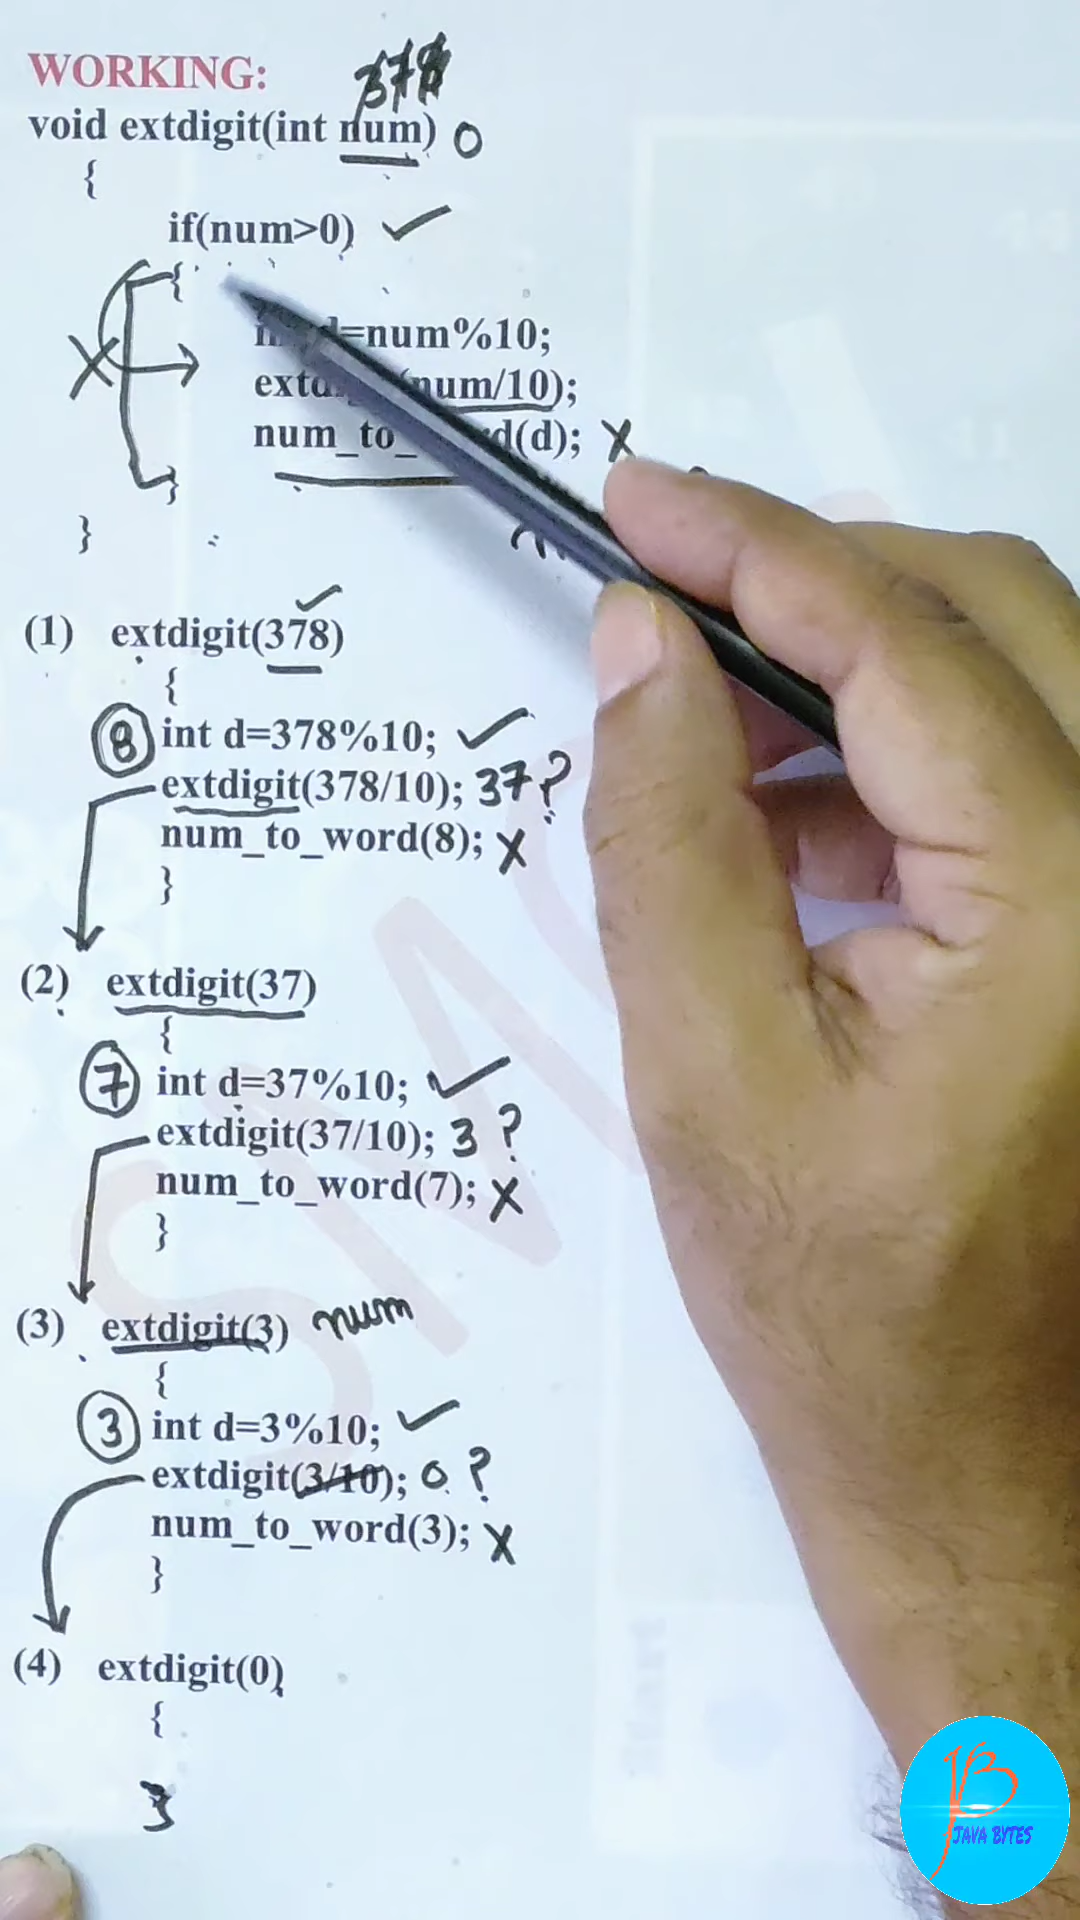 WORKING: 378
void extdigit(int num) 0
{
if(num>0) ✓
{
d=num%10;
(num/10);
X
num_to_ d(d); X
}
}
(1) extdigit(378) ✓
{
8 int d=378%10; ✓
extdigit(378/10); 37 ?
num_to_word(8); X
}
(2) extdigit(37)
{
7 int d=37%10; ✓
extdigit(37/10); 3 ?
num_to_word(7); X
}
(3) extdigit(3) num
{
3 int d=3%10; ✓
extdigit(3/10); 0 ?
num_to_word(3); X
}
(4) extdigit(0)
{
}
JB
JAVA BYTES